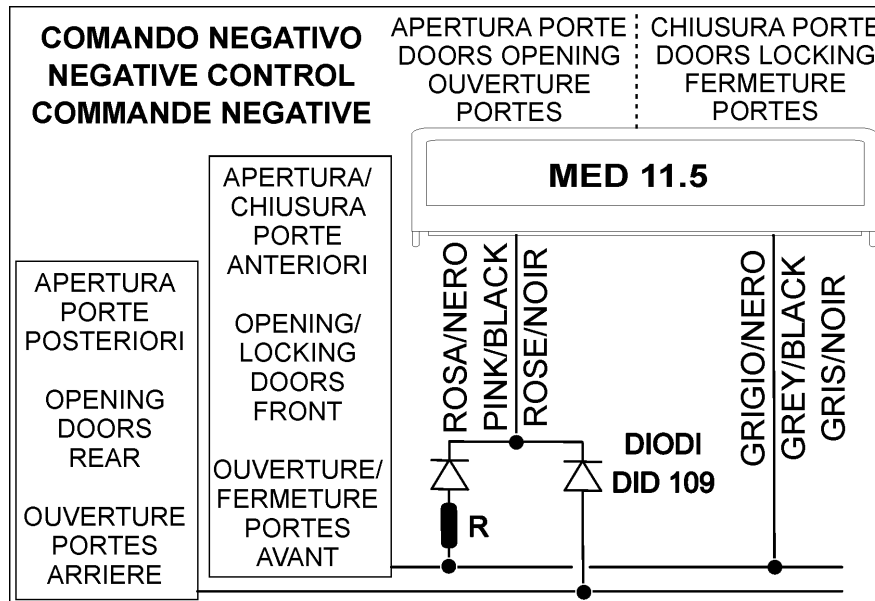 COMANDO NEGATIVO
NEGATIVE CONTROL
COMMANDE NEGATIVE
APERTURA PORTE
DOORS OPENING
OUVERTURE
PORTES
CHIUSURA PORTE
DOORS LOCKING
FERMETURE
PORTES
MED 11.5
APERTURA/
CHIUSURA
PORTE
ANTERIORI
OPENING/
LOCKING
DOORS
FRONT
OUVERTURE/
FERMETURE
PORTES
AVANT
APERTURA
PORTE
POSTERIORI
OPENING
DOORS
REAR
OUVERTURE
PORTES
ARRIERE
ROSA/NERO
PINK/BLACK
ROSE/NOIR
GRIGIO/NERO
GREY/BLACK
GRIS/NOIR
DIODI
DID 109
R